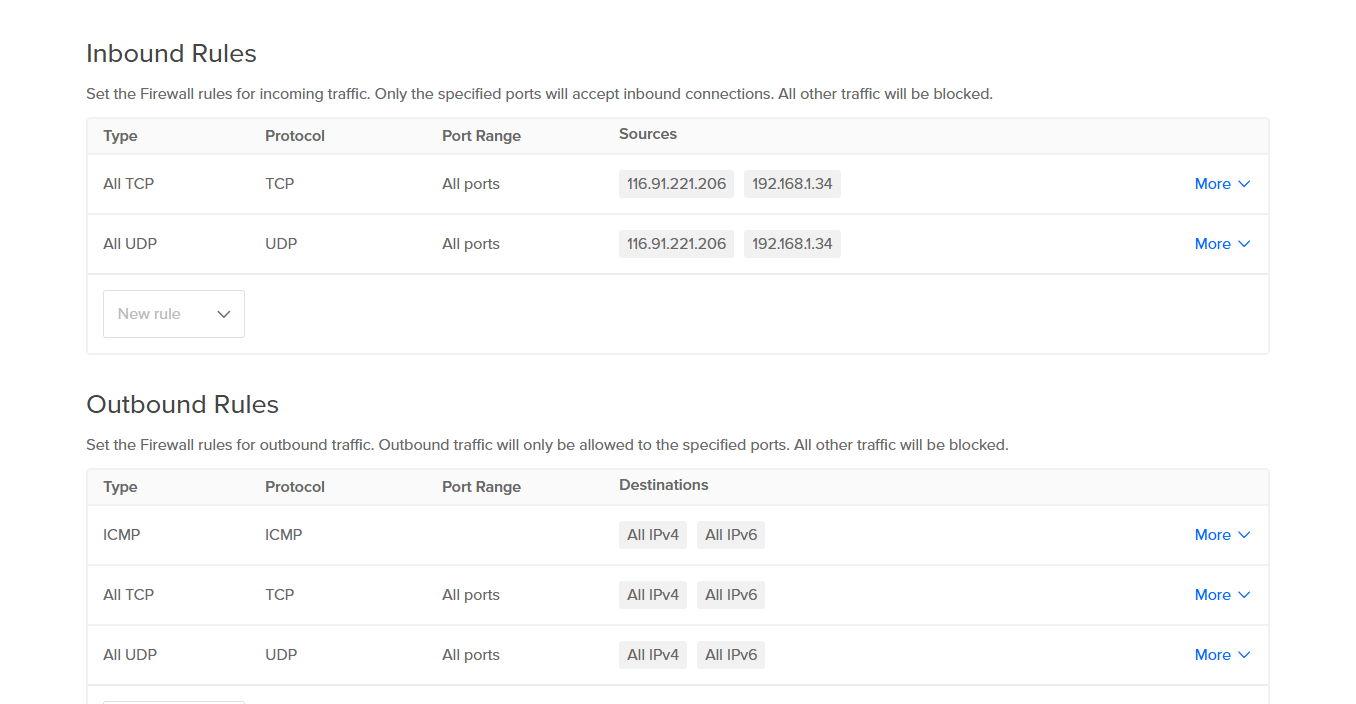 Inbound Rules
Set the Firewall rules for incoming traffic. Only the specified ports will accept inbound connections. All other traffic will be blocked.
Type Protocol Port Range Sources
All TCP TCP All ports 116.91.221.206 192.168.1.34 More
All UDP UDP All ports 116.91.221.206 192.168.1.34 More
New rule
Outbound Rules
Set the Firewall rules for outbound traffic. Outbound traffic will only be allowed to the specified ports. All other traffic will be blocked.
Type Protocol Port Range Destinations
ICMP ICMP All IPv4 All IPv6 More
All TCP TCP All ports All IPv4 All IPv6 More
All UDP UDP All ports All IPv4 All IPv6 More